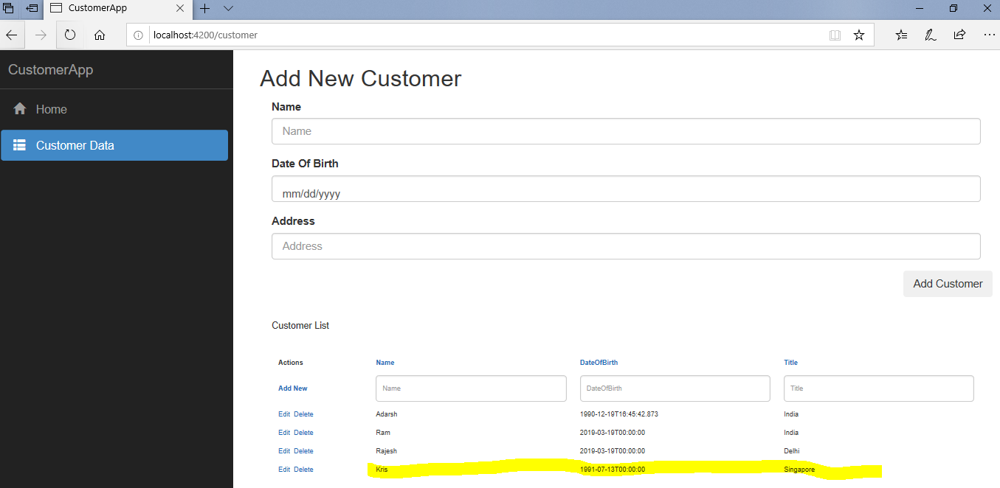 CustomerApp
localhost:4200/customer
CustomerApp
Home
Customer Data
Add New Customer
Name
Name
Date Of Birth
mm/dd/yyyy
Address
Address
Add Customer
Customer List
Actions Name DateOfBirth Title
Add New Name DateOfBirth Title
Edit Delete Adarsh 1990-12-19T16:45:42.873 India
Edit Delete Ram 2019-03-19T00:00:00 India
Edit Delete Rajesh 2019-03-19T00:00:00 Delhi
Edit Delete Kris 1991-07-13T00:00:00 Singapore